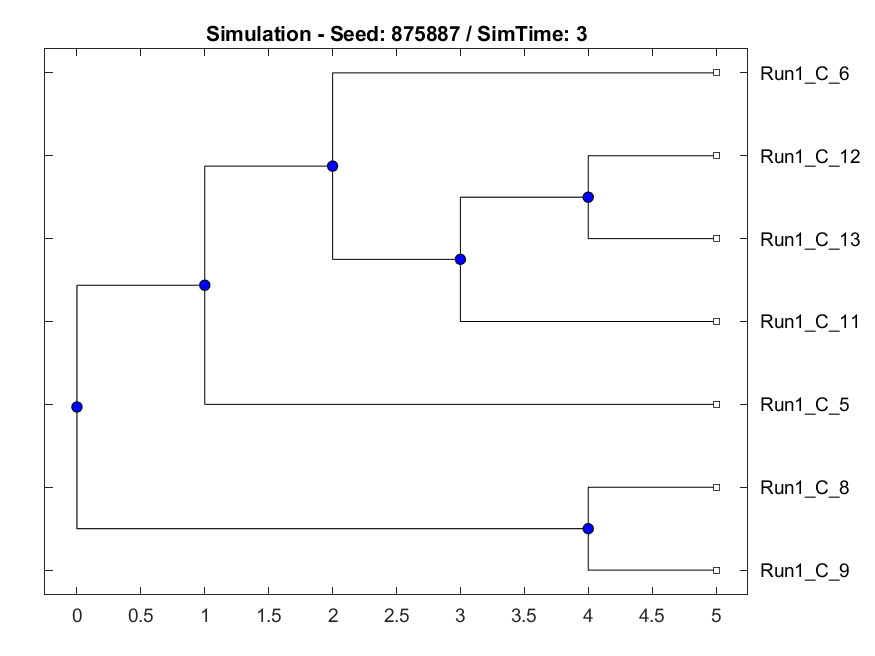 Simulation - Seed: 875887 / SimTime: 3
Run1_C_6
Run1_C_12
Run1_C_13
Run1_C_11
Run1_C_5
Run1_C_8
Run1_C_9
0 0.5 1 1.5 2 2.5 3 3.5 4 4.5 5